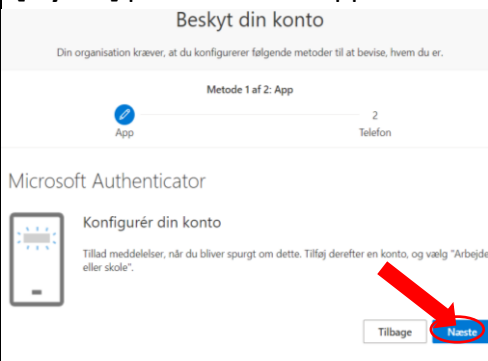 Beskyt din konto
Din organisation kræver, at du konfigurerer følgende metoder til at bevise, hvem du er.
Metode 1 af 2: App
2
App
Telefon
Microsoft Authenticator
Konfigurér din konto
Tillad meddelelser, når du bliver spurgt om dette. Tilføj derefter en konto, og vælg "Arbejde
eller skole".
Tilbage
Næste